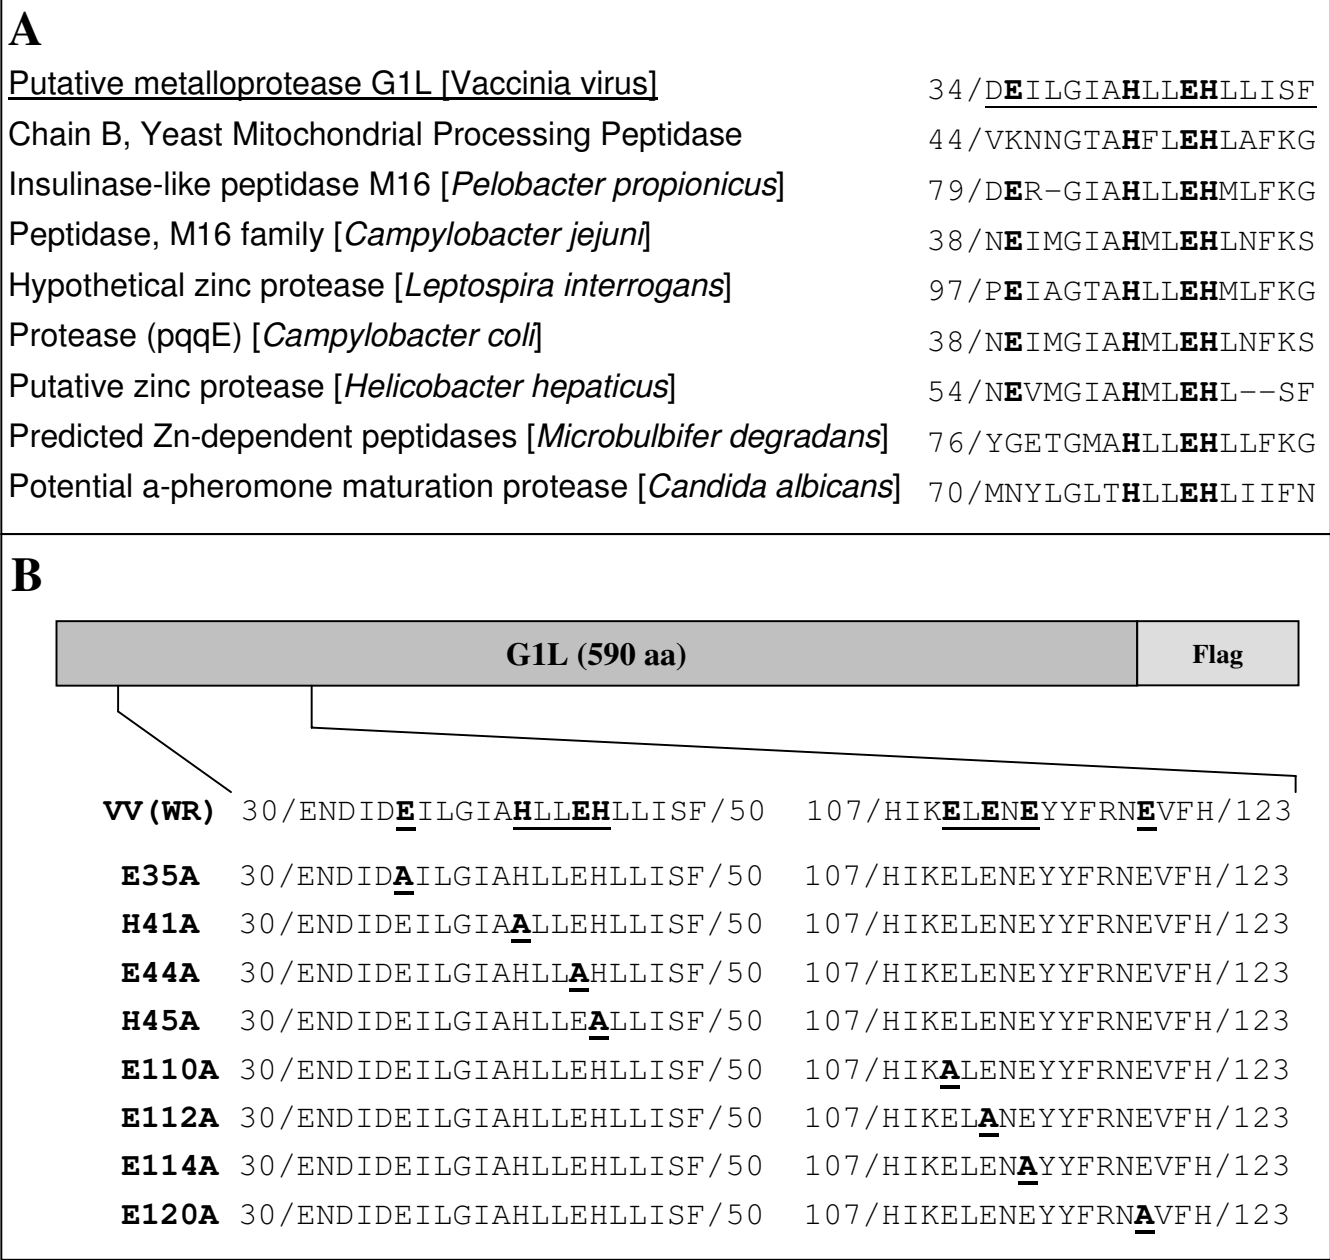 A
Putative metalloprotease G1L [Vaccinia virus] 34/DEILGIAHLLEHLLISF
Chain B, Yeast Mitochondrial Processing Peptidase 44/VKNNGTAHFLEHLAFKG
Insulinase-like peptidase M16 [Pelobacter propionicus] 79/DER-GIAHLLEHMLFKG
Peptidase, M16 family [Campylobacter jejuni] 38/NEIMGIAHMLEHLNFKS
Hypothetical zinc protease [Leptospira interrogans] 97/PEIAGTAHLLEHMLFKG
Protease (pqqE) [Campylobacter coli] 38/NEIMGIAHMLEHLNFKS
Putative zinc protease [Helicobacter hepaticus] 54/NEVMGIAHMLEHL--SF
Predicted Zn-dependent peptidases [Microbulbifer degradans] 76/YGETGMAHLLEHLLFKG
Potential a-pheromone maturation protease [Candida albicans] 70/MNYLGLTHLLEHLIIFN
B
G1L (590 aa) Flag
VV(WR) 30/ENDIDEILGIAHLLEHLLISF/50 107/HIKELENEYYFRNEVFH/123
E35A 30/ENDIDAILGIAHLLEHLLISF/50 107/HIKELENEYYFRNEVFH/123
H41A 30/ENDIDEILGIAALLEHLLISF/50 107/HIKELENEYYFRNEVFH/123
E44A 30/ENDIDEILGIAHLLAHLLISF/50 107/HIKELENEYYFRNEVFH/123
H45A 30/ENDIDEILGIAHLLEALLISF/50 107/HIKELENEYYFRNEVFH/123
E110A 30/ENDIDEILGIAHLLEHLLISF/50 107/HIKALENEYYFRNEVFH/123
E112A 30/ENDIDEILGIAHLLEHLLISF/50 107/HIKELANEYYFRNEVFH/123
E114A 30/ENDIDEILGIAHLLEHLLISF/50 107/HIKELENAYYFRNEVFH/123
E120A 30/ENDIDEILGIAHLLEHLLISF/50 107/HIKELENEYYFRNAVFH/123